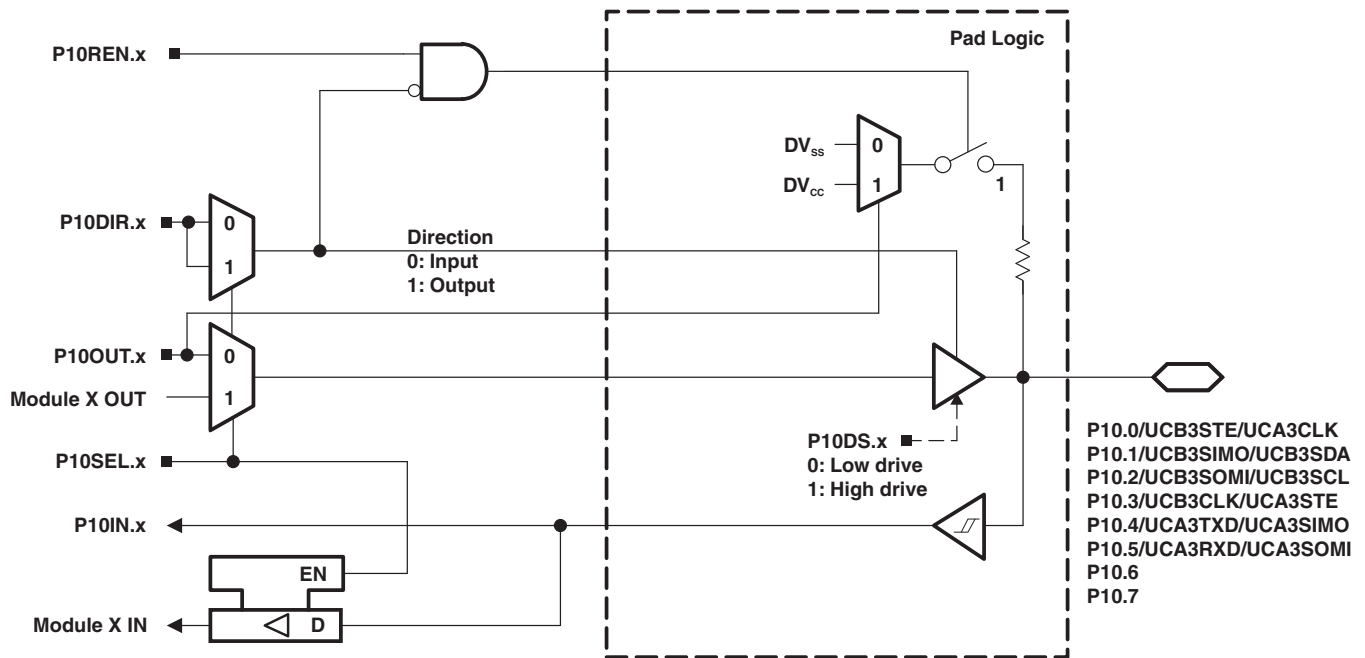 Pad Logic
P10REN.x
DVss
0
DVcc
1
1
P10DIR.x
0
1
Direction
0: Input
1: Output
P10OUT.x
0
Module X OUT
1
P10DS.x
0: Low drive
1: High drive
P10SEL.x
P10IN.x
EN
Module X IN
D
P10.0/UCB3STE/UCA3CLK
P10.1/UCB3SIMO/UCB3SDA
P10.2/UCB3SOMI/UCB3SCL
P10.3/UCB3CLK/UCA3STE
P10.4/UCA3TXD/UCA3SIMO
P10.5/UCA3RXD/UCA3SOMI
P10.6
P10.7